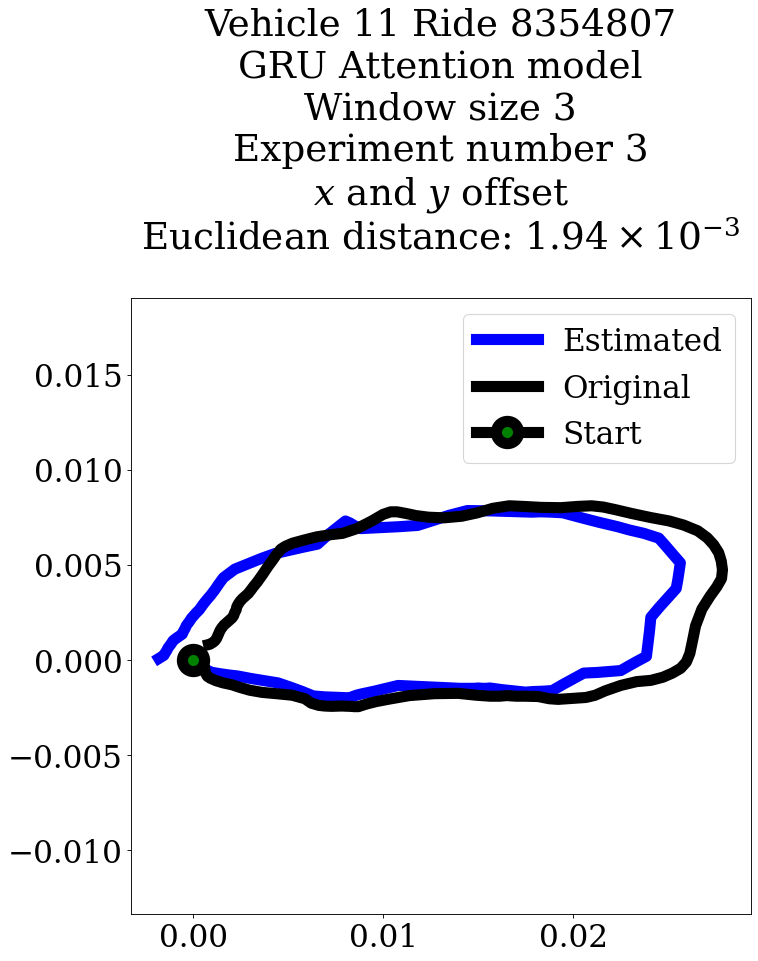 Vehicle 11 Ride 8354807
GRU Attention model
Window size 3
Experiment number 3
x and y offset
Euclidean distance: 1.94 × 10⁻³
Estimated
Original
Start
0.015
0.010
0.005
0.000
−0.005
−0.010
0.00 0.01 0.02